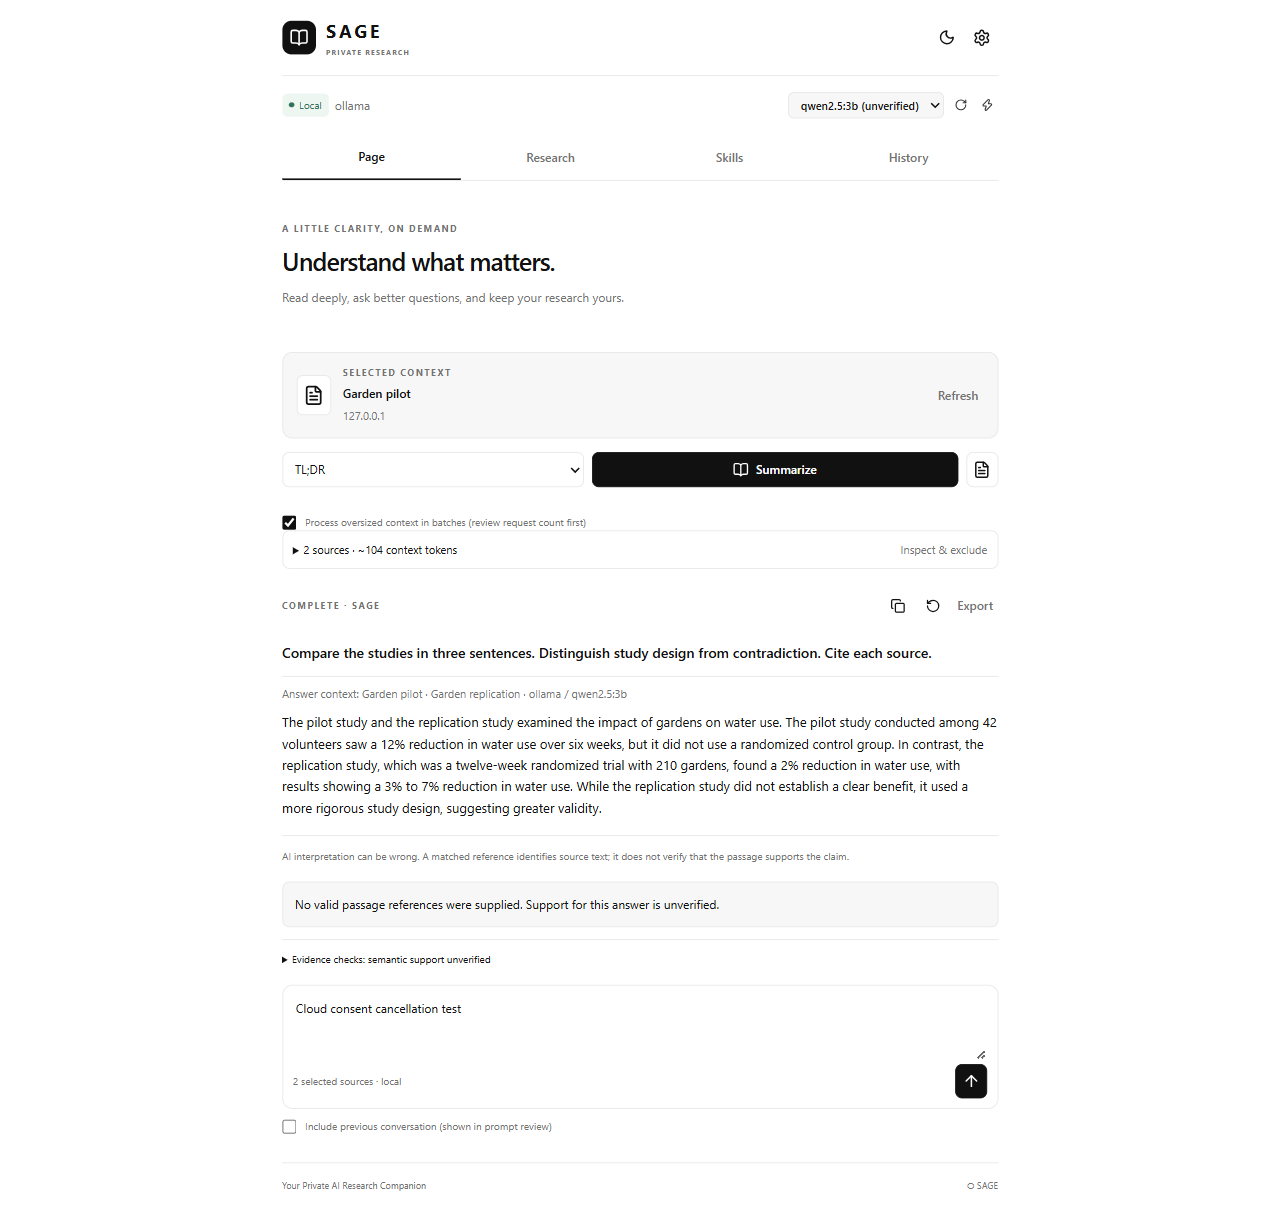 SAGE
PRIVATE RESEARCH
Local
ollama
qwen2.5:3b (unverified)
Page
Research
Skills
History
A LITTLE CLARITY, ON DEMAND
Understand what matters.
Read deeply, ask better questions, and keep your research yours.
SELECTED CONTEXT
Garden pilot
127.0.0.1
Refresh
TL;DR
Summarize
Process oversized context in batches (review request count first)
2 sources · ~104 context tokens
Inspect & exclude
COMPLETE · SAGE
Export
Compare the studies in three sentences. Distinguish study design from contradiction. Cite each source.
Answer context: Garden pilot · Garden replication · ollama / qwen2.5:3b
The pilot study and the replication study examined the impact of gardens on water use. The pilot study conducted among 42
volunteers saw a 12% reduction in water use over six weeks, but it did not use a randomized control group. In contrast, the
replication study, which was a twelve-week randomized trial with 210 gardens, found a 2% reduction in water use, with
results showing a 3% to 7% reduction in water use. While the replication study did not establish a clear benefit, it used a
more rigorous study design, suggesting greater validity.
AI interpretation can be wrong. A matched reference identifies source text; it does not verify that the passage supports the claim.
No valid passage references were supplied. Support for this answer is unverified.
Evidence checks: semantic support unverified
Cloud consent cancellation test
2 selected sources · local
Include previous conversation (shown in prompt review)
Your Private AI Research Companion
SAGE